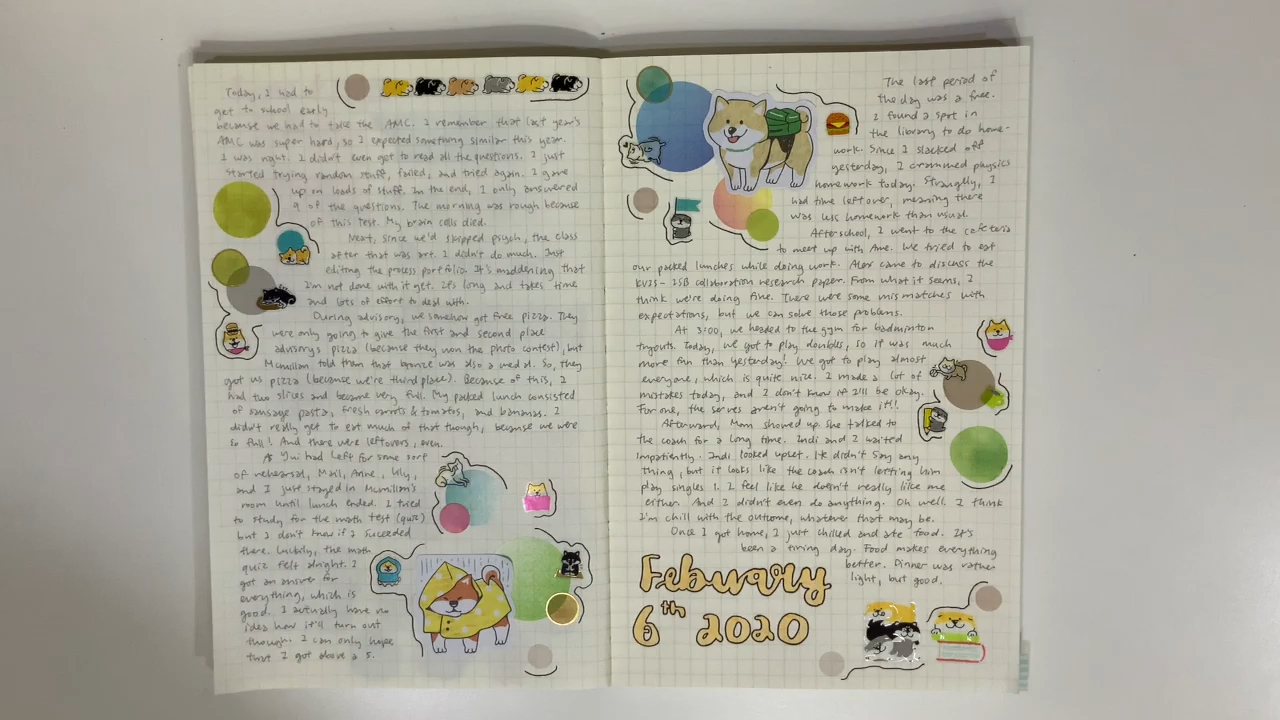 Today, I had to
get to school early
because we had to take the AMC. I remember that last year's
AMC was super hard, so I expected something similar this year.
I was right. I didn't even get to read all the questions. I just
started trying random stuff, failed, and tried again. I gave
up on loads of stuff. In the end, I only answered
9 of the questions. The morning was rough because
of this test. My brain cells died.
Next, since we'd skipped psych, the class
after that was art. I didn't do much. Just
editing the process portfolio. It's maddening that
I'm not done with it yet. It's long and takes time
and lots of effort to deal with.
During advisory, we somehow got free pizza. They
were only going to give the first and second place
advisorys pizza (because they won the photo contest), but
Mcmillan told them that bronze was also a medal. So, they
got us pizza (because we're third place). Because of this, I
had two slices and became very full. My packed lunch consisted
of sausage pasta, fresh carrots & tomatos, and bananas. I
didn't really get to eat much of that though, because we were
so full! And there were leftovers, even.
As Yui had left for some sort
of rehearsal, Mail, Anne, Lily,
and I just stayed in Mcmillan's
room until lunch ended. I tried
to study for the math test (quiz)
but I don't know if I succeeded
there. Luckily, the math
quiz felt alright. I
got an answer for
everything, which is
good. I actually have no
idea how it'll turn out
though. I can only hope
that I got above a 5.
The last period of
the day was a free.
I found a spot in
the library to do home-
work. Since I slacked off
yesterday, I crammed physics
homework today. Strangely, I
had time left over, meaning there
was less homework than usual.
After school, I went to the cafeteria
to meet up with Ame. We tried to eat
our packed lunches while doing work. Alex came to discuss the
KVIS - ISB collaboration research paper. From what it seems, I
think we're doing fine. There were some mismatches with
expectations, but we can solve those problems.
At 3:00, we headed to the gym for badminton
tryouts. Today, we got to play doubles, so it was much
more fun than yesterday! We got to play almost
everyone, which is quite nice. I made a lot of
mistakes today, and I don't know if I'll be okay.
For one, the serves aren't going to make it!!
Afterward, Mom showed up. She talked to
the coach for a long time. Indi and I waited
impatiently. Indi looked upset. He didn't say any
thing, but it looks like the coach isn't letting him
play singles 1. I feel like he doesn't really like me
either. And I didn't even do anything. Oh well. I think
I'm chill with the outcome, whatever that may be.
Once I got home, I just chilled and ate food. It's
been a tiring day. Food makes everything
better. Dinner was rather
light, but good.
Febuary
6th 2020